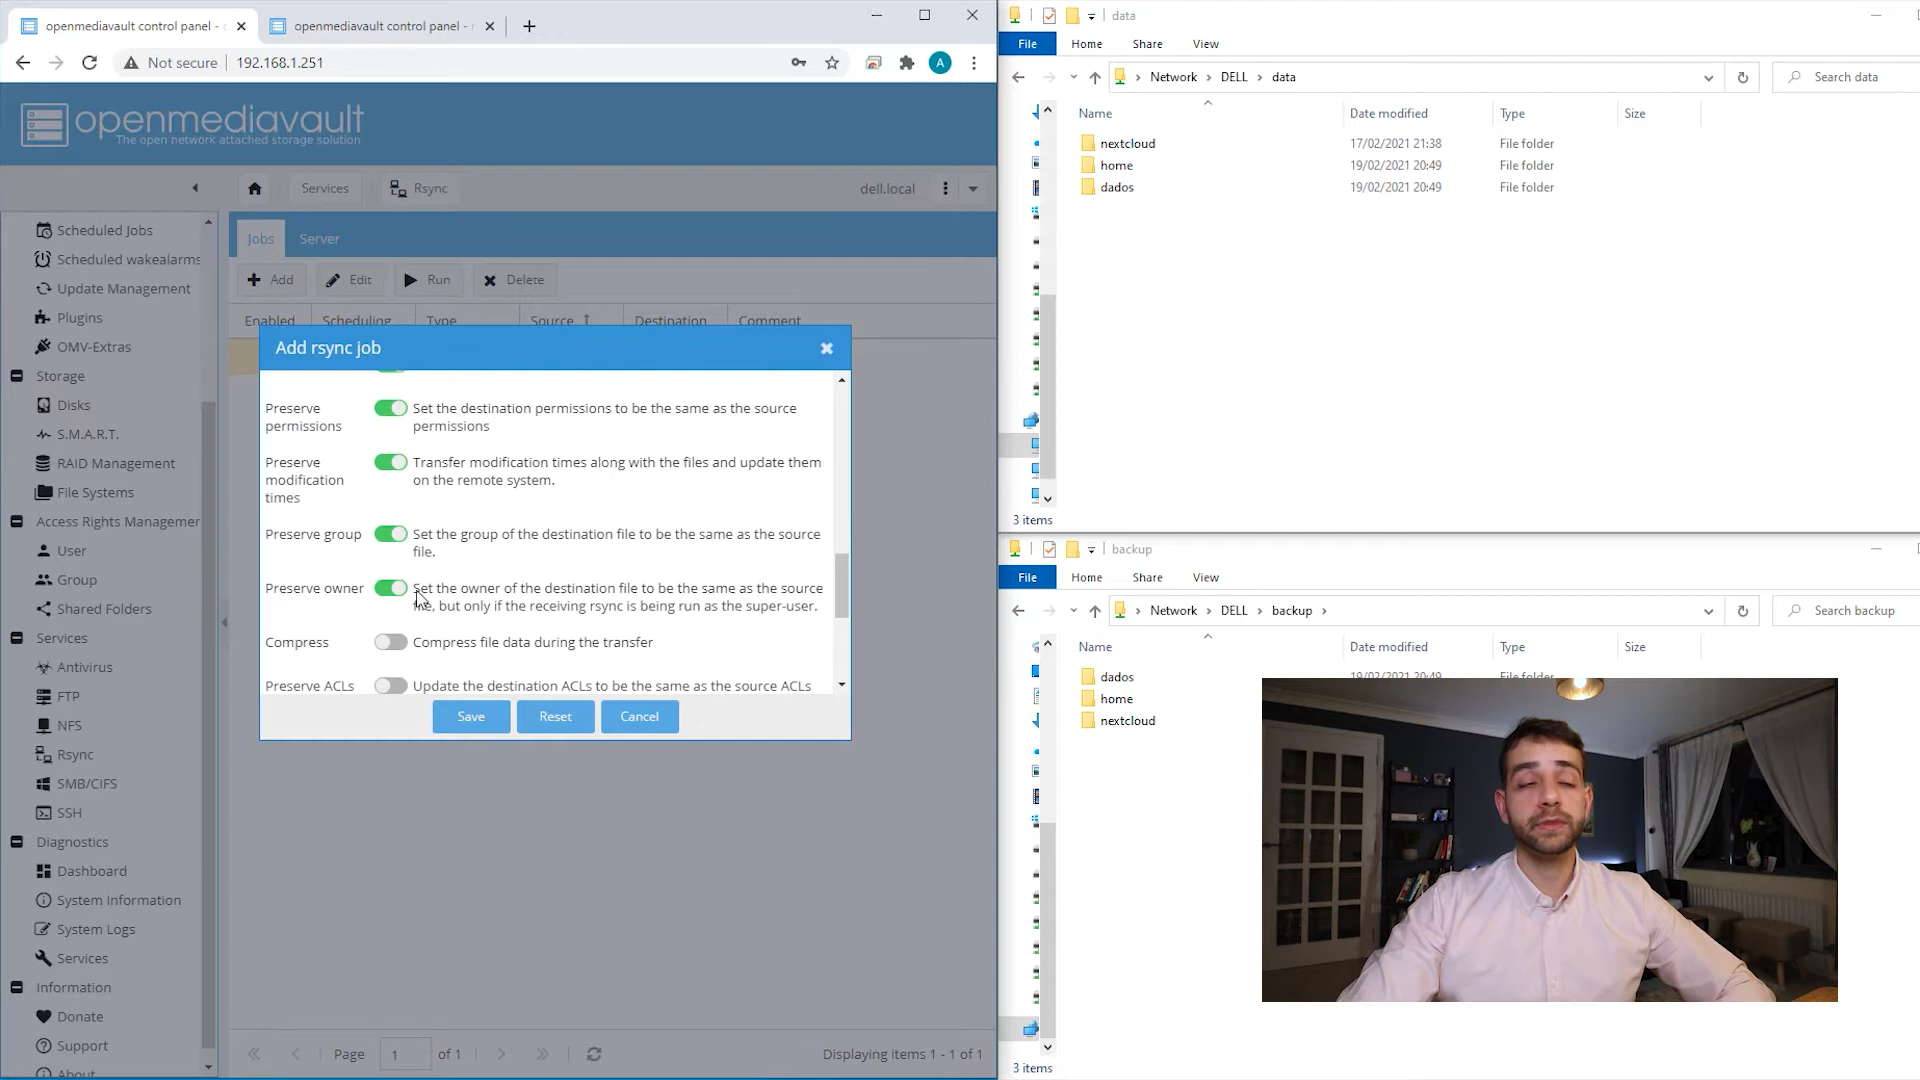 openmediavault control panel - 
openmediavault control panel - 
Not secure
192.168.1.251
A
openmediavault
The open network attached storage solution
Services
Rsync
dell.local
Scheduled Jobs
Scheduled wakealarms
Update Management
Plugins
OMV-Extras
Storage
Disks
S.M.A.R.T.
RAID Management
File Systems
Access Rights Managemen
User
Group
Shared Folders
Services
Antivirus
FTP
NFS
Rsync
SMB/CIFS
SSH
Diagnostics
Dashboard
System Information
System Logs
Services
Information
Donate
Support
About
Jobs
Server
Add
Edit
Run
Delete
Enabled
Scheduling
Type
Source
Destination
Comment
Add rsync job
Preserve
permissions
Set the destination permissions to be the same as the source
permissions
Preserve
modification
times
Transfer modification times along with the files and update them
on the remote system.
Preserve group
Set the group of the destination file to be the same as the source
file.
Preserve owner
Set the owner of the destination file to be the same as the source
file, but only if the receiving rsync is being run as the super-user.
Compress
Compress file data during the transfer
Preserve ACLs
Update the destination ACLs to be the same as the source ACLs
Save
Reset
Cancel
Page
1
of 1
Displaying items 1 - 1 of 1
data
File
Home
Share
View
Network
DELL
data
Search data
Name
Date modified
Type
Size
nextcloud
17/02/2021 21:38
File folder
home
19/02/2021 20:49
File folder
dados
19/02/2021 20:49
File folder
3 items
backup
File
Home
Share
View
Network
DELL
backup
Search backup
Name
Date modified
Type
Size
dados
19/02/2021 20:49
File folder
home
nextcloud
3 items